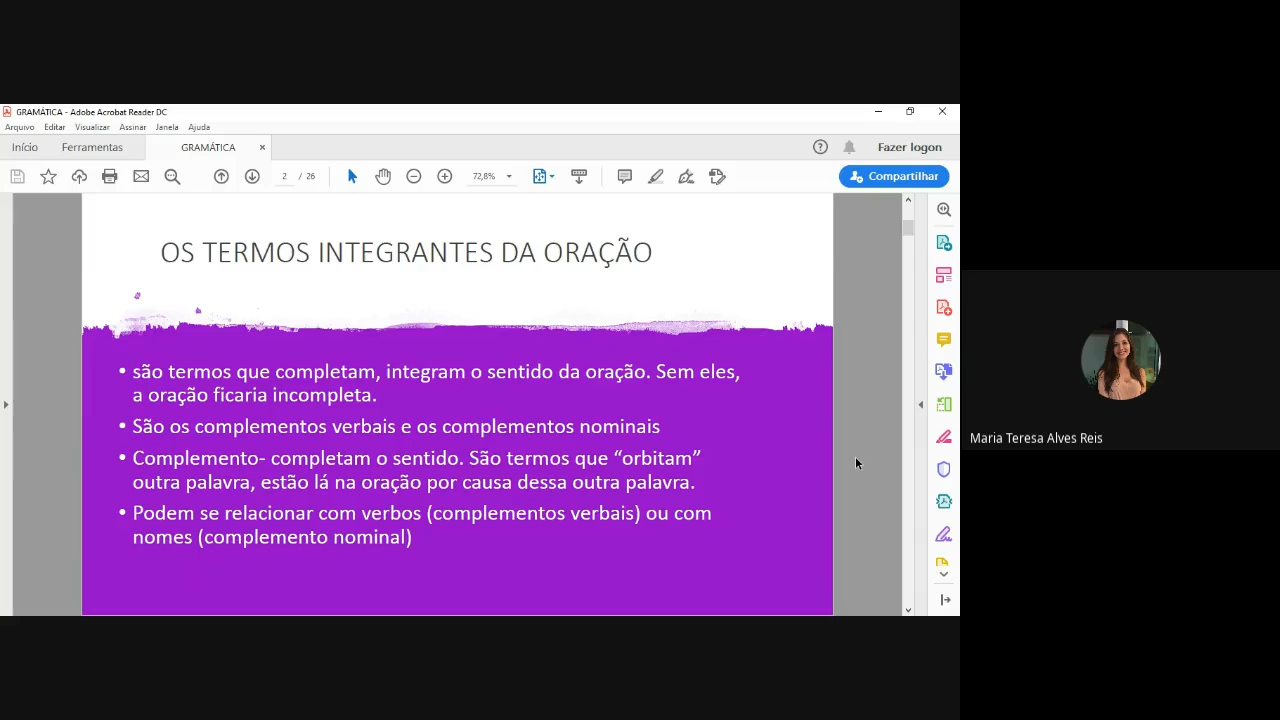 GRAMÁTICA - Adobe Acrobat Reader DC
Arquivo Editar Visualizar Assinar Janela Ajuda
Início Ferramentas GRAMÁTICA × Fazer logon
2 / 26 72,8% Compartilhar
OS TERMOS INTEGRANTES DA ORAÇÃO
• são termos que completam, integram o sentido da oração. Sem eles,
a oração ficaria incompleta.
• São os complementos verbais e os complementos nominais
• Complemento- completam o sentido. São termos que “orbitam”
outra palavra, estão lá na oração por causa dessa outra palavra.
• Podem se relacionar com verbos (complementos verbais) ou com
nomes (complemento nominal)
Maria Teresa Alves Reis